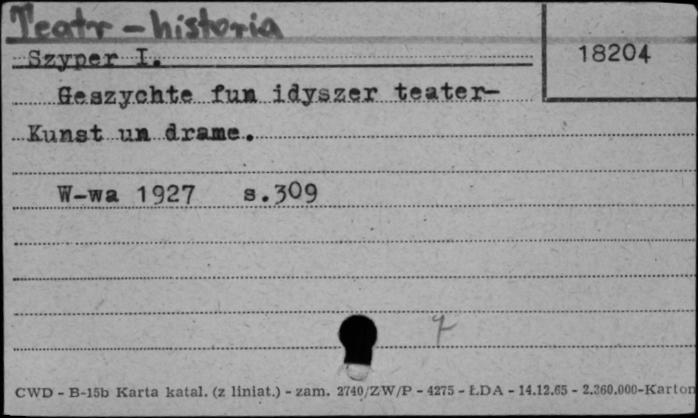 Teatr - historia
Szyper I.
18204
Geszychte fun idyszer teater-
Kunst un drame.
W-wa 1927 s.309
7
CWD - B-15b Karta katal. (z liniat.) - zam. 2740/ZW/P - 4275 - ŁDA - 14.12.65 - 2.360.000-Karton